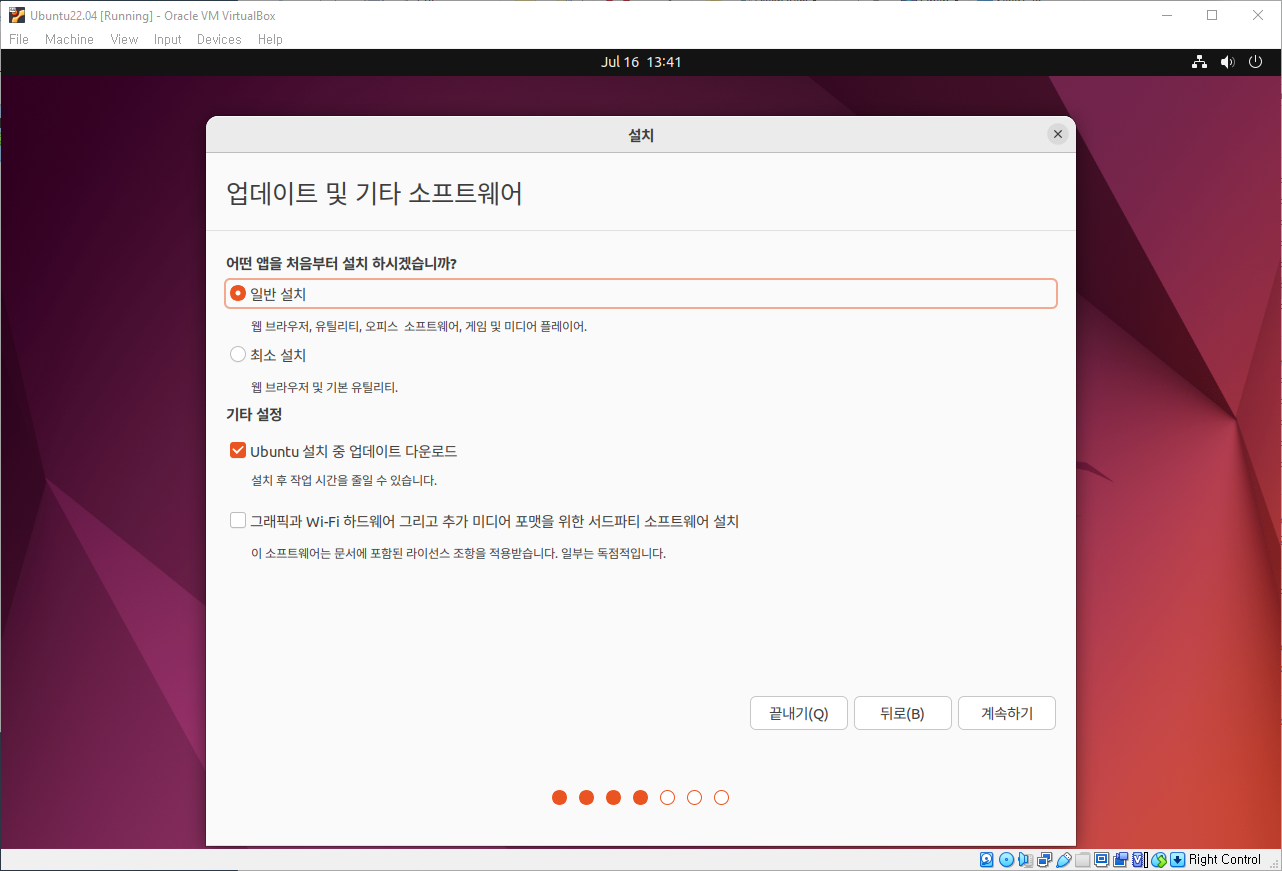 Ubuntu22.04 [Running] - Oracle VM VirtualBox
File Machine View Input Devices Help
Jul 16 13:41
설치
업데이트 및 기타 소프트웨어
어떤 앱을 처음부터 설치 하시겠습니까?
일반 설치
웹 브라우저, 유틸리티, 오피스 소프트웨어, 게임 및 미디어 플레이어.
최소 설치
웹 브라우저 및 기본 유틸리티.
기타 설정
Ubuntu 설치 중 업데이트 다운로드
설치 후 작업 시간을 줄일 수 있습니다.
그래픽과 Wi-Fi 하드웨어 그리고 추가 미디어 포맷을 위한 서드파티 소프트웨어 설치
이 소프트웨어는 문서에 포함된 라이선스 조항을 적용받습니다. 일부는 독점적입니다.
끝내기(Q) 뒤로(B) 계속하기
Right Control